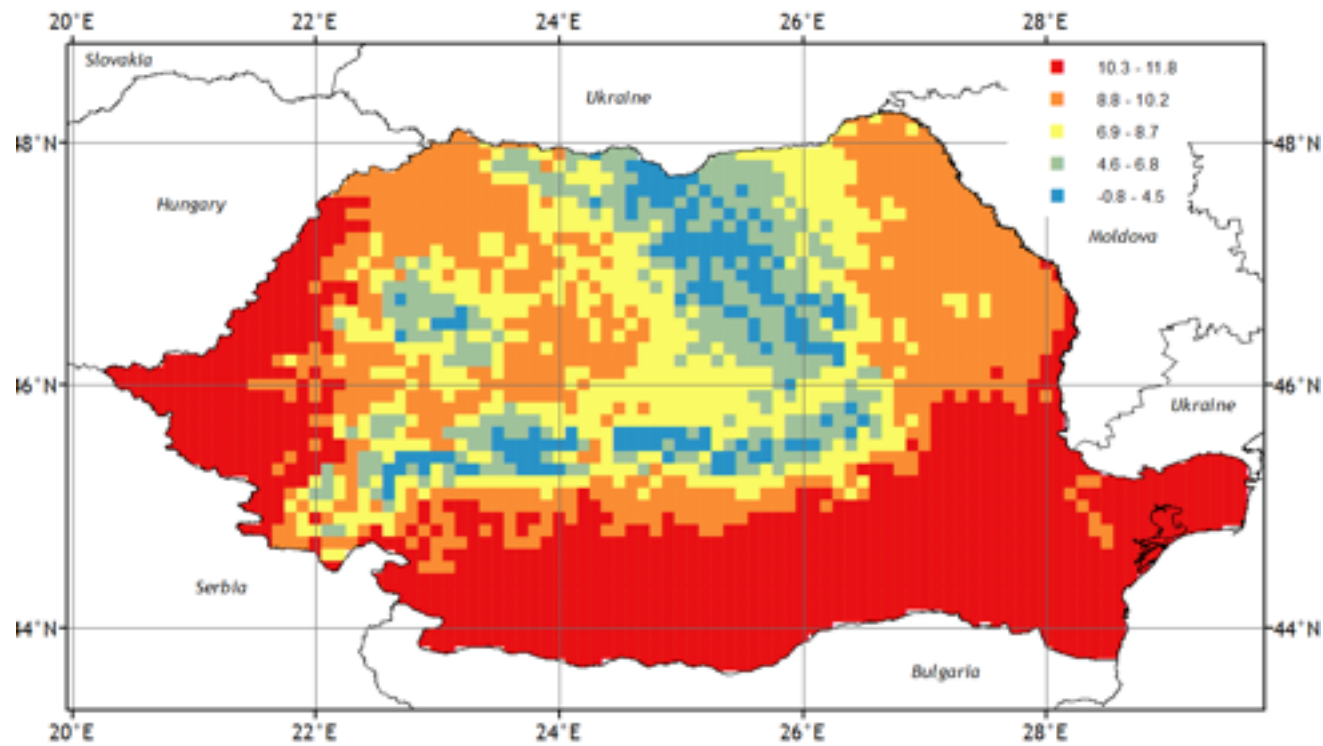 20°E 22°E 24°E 26°E 28°E
Slovakia
10.3 - 11.8
Ukraine
8.8 - 10.2
6.9 - 8.7
48°N 48°N
4.6 - 6.8
-0.8 - 4.5
Hungary
Moldova
46°N 46°N
Ukraine
Serbia
44°N 44°N
Bulgaria
20°E 22°E 24°E 26°E 28°E